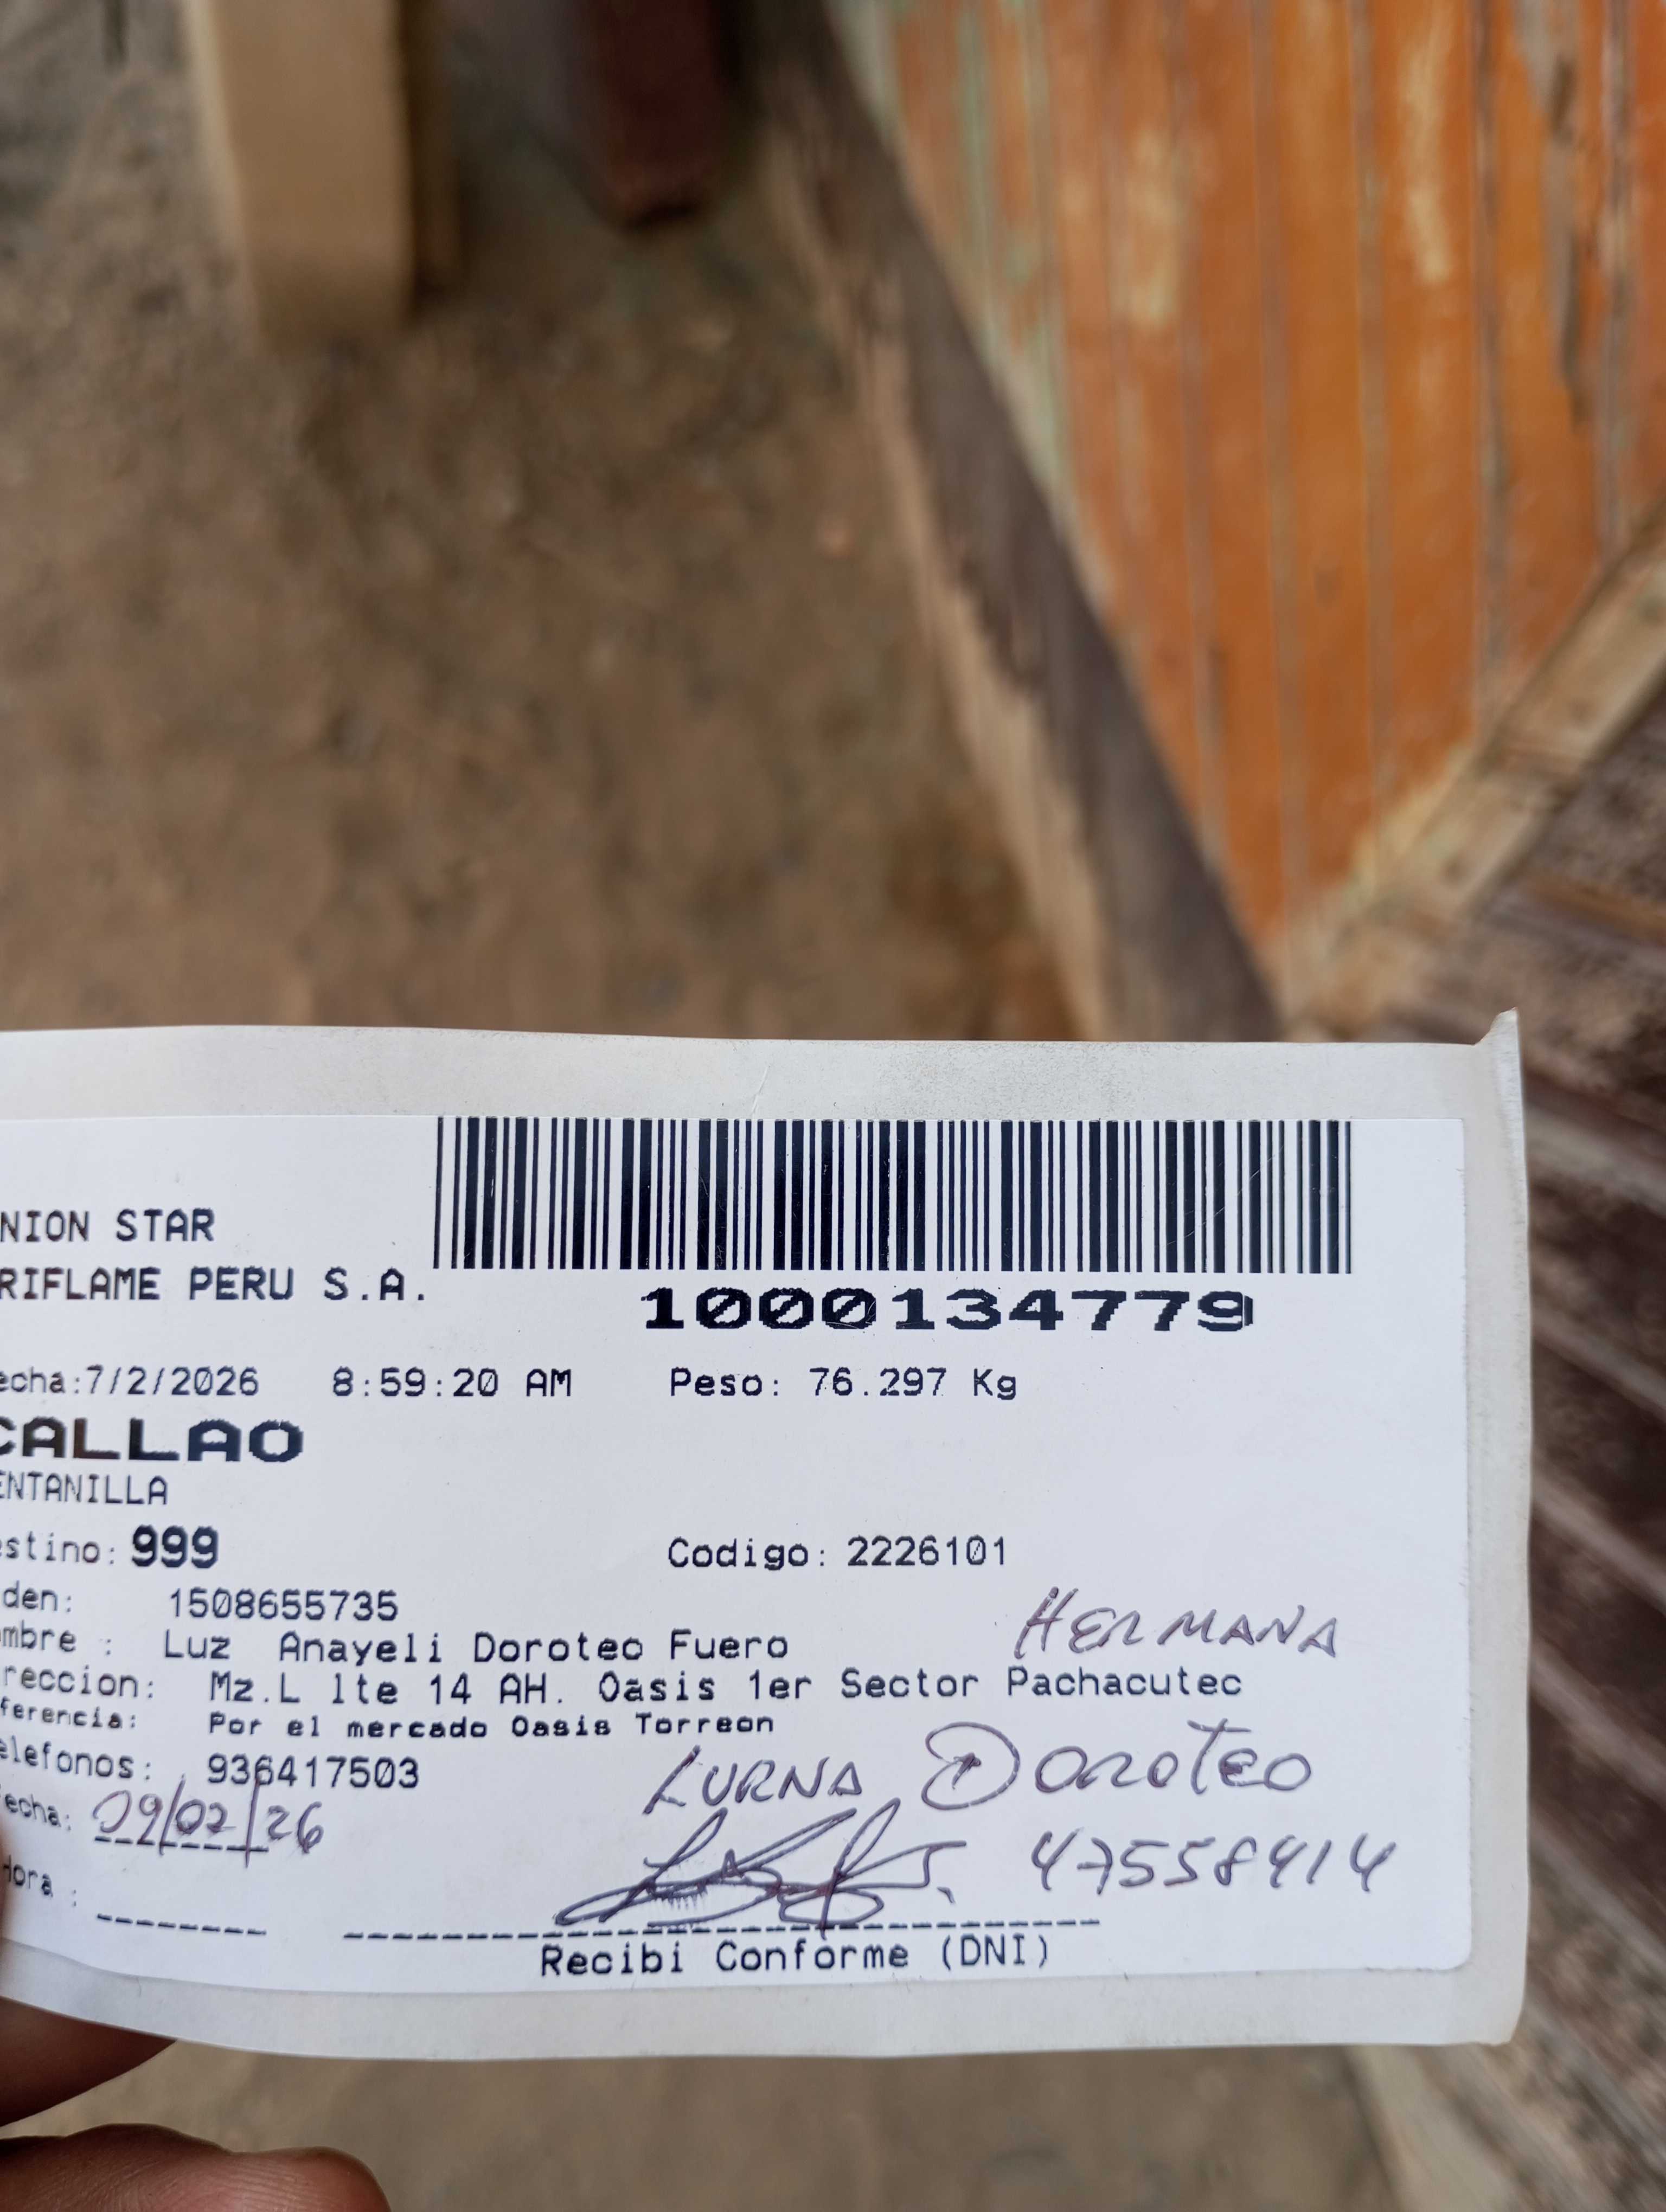 NION STAR
RIFLAME PERU S.A.
1000134779
echa:7/2/2026 8:59:20 AM Peso: 76.297 Kg
CALLAO
ENTANILLA
estino: 999 Codigo: 2226101
den: 1508655735
HERMANA
mbre : Luz Anayeli Doroteo Fuero
reccion: Mz.L lte 14 AH. Oasis 1er Sector Pachacutec
ferencia: Por el mercado Oasis Torreon
elefonos: 936417503
LURNA DOROTEO
echa: 09/02/26
47558414
Hora :
Recibi Conforme (DNI)